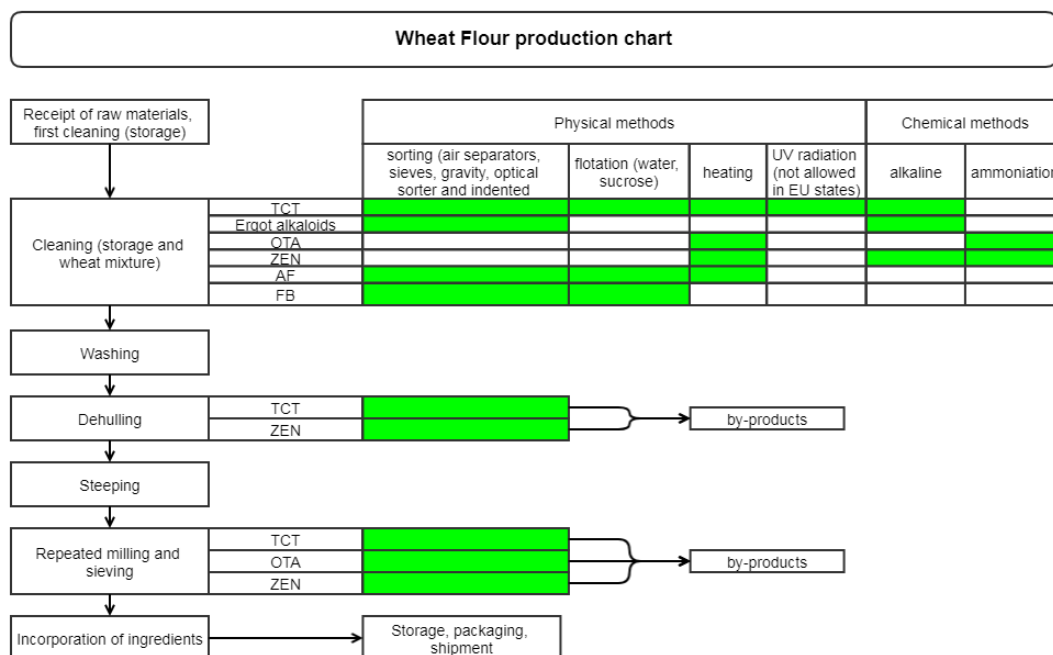 Wheat Flour production chart
Receipt of raw materials,
first cleaning (storage)
Physical methods
Chemical methods
sorting (air separators,
sieves, gravity, optical
sorter and indented
flotation (water,
sucrose)
heating
UV radiation
(not allowed
in EU states)
alkaline
ammoniation
Cleaning (storage and
wheat mixture)
TCT
Ergot alkaloids
OTA
ZEN
AF
FB
Washing
Dehulling
TCT
ZEN
by-products
Steeping
Repeated milling and
sieving
TCT
OTA
ZEN
by-products
Incorporation of ingredients
Storage, packaging,
shipment